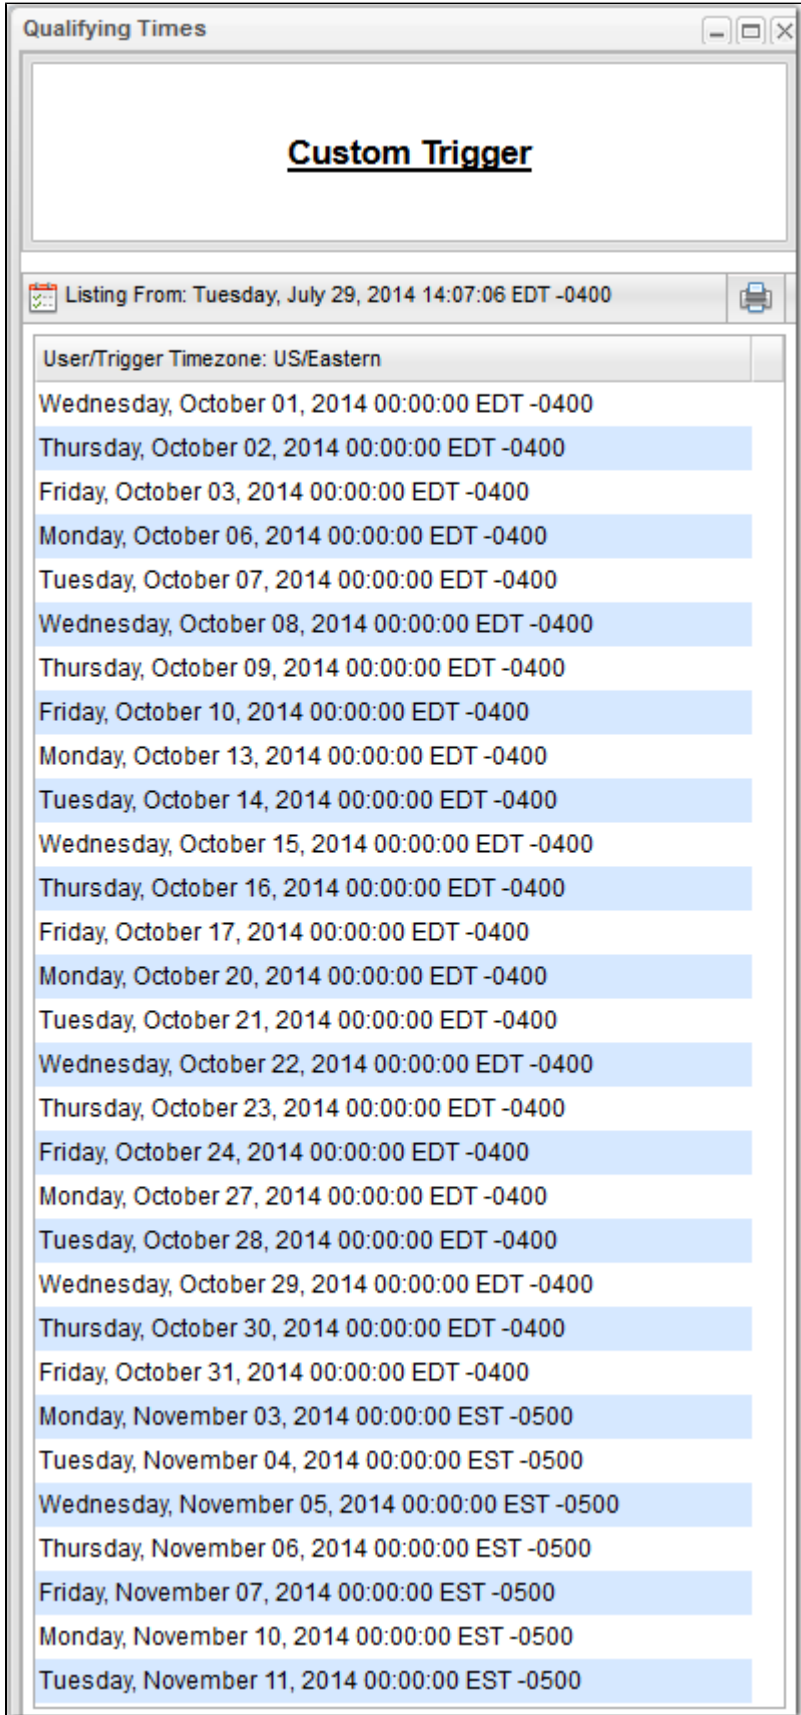 Qualifying Times
Custom Trigger
Listing From: Tuesday, July 29, 2014 14:07:06 EDT -0400
User/Trigger Timezone: US/Eastern
Wednesday, October 01, 2014 00:00:00 EDT -0400
Thursday, October 02, 2014 00:00:00 EDT -0400
Friday, October 03, 2014 00:00:00 EDT -0400
Monday, October 06, 2014 00:00:00 EDT -0400
Tuesday, October 07, 2014 00:00:00 EDT -0400
Wednesday, October 08, 2014 00:00:00 EDT -0400
Thursday, October 09, 2014 00:00:00 EDT -0400
Friday, October 10, 2014 00:00:00 EDT -0400
Monday, October 13, 2014 00:00:00 EDT -0400
Tuesday, October 14, 2014 00:00:00 EDT -0400
Wednesday, October 15, 2014 00:00:00 EDT -0400
Thursday, October 16, 2014 00:00:00 EDT -0400
Friday, October 17, 2014 00:00:00 EDT -0400
Monday, October 20, 2014 00:00:00 EDT -0400
Tuesday, October 21, 2014 00:00:00 EDT -0400
Wednesday, October 22, 2014 00:00:00 EDT -0400
Thursday, October 23, 2014 00:00:00 EDT -0400
Friday, October 24, 2014 00:00:00 EDT -0400
Monday, October 27, 2014 00:00:00 EDT -0400
Tuesday, October 28, 2014 00:00:00 EDT -0400
Wednesday, October 29, 2014 00:00:00 EDT -0400
Thursday, October 30, 2014 00:00:00 EDT -0400
Friday, October 31, 2014 00:00:00 EDT -0400
Monday, November 03, 2014 00:00:00 EST -0500
Tuesday, November 04, 2014 00:00:00 EST -0500
Wednesday, November 05, 2014 00:00:00 EST -0500
Thursday, November 06, 2014 00:00:00 EST -0500
Friday, November 07, 2014 00:00:00 EST -0500
Monday, November 10, 2014 00:00:00 EST -0500
Tuesday, November 11, 2014 00:00:00 EST -0500